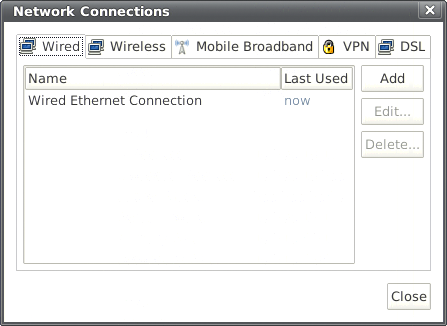 Network Connections
Wired Wireless Mobile Broadband VPN DSL
Name Last Used Add
Wired Ethernet Connection now
Edit...
Delete...
Close